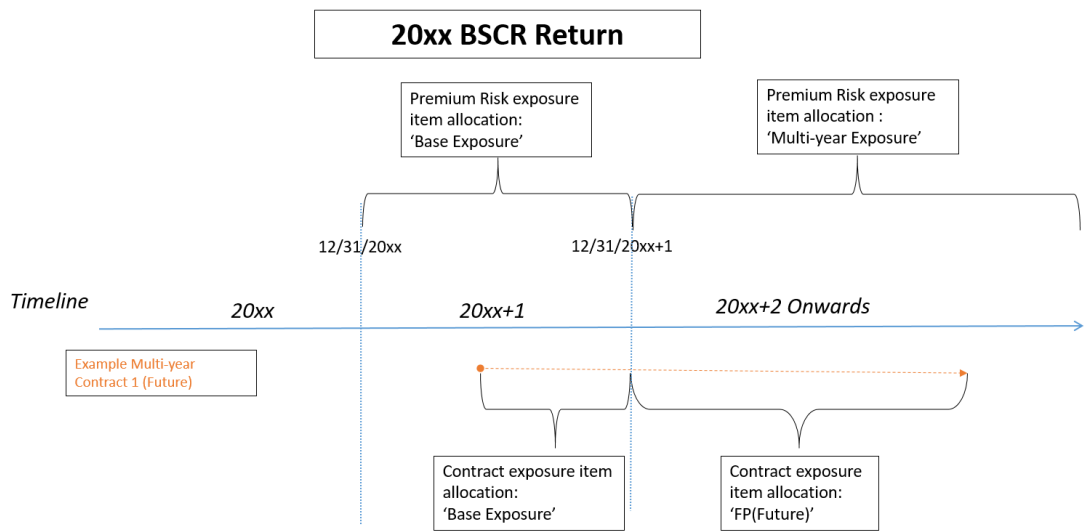 20xx BSCR Return
Premium Risk exposure
item allocation:
‘Base Exposure’
Premium Risk exposure
item allocation :
‘Multi-year Exposure’
12/31/20xx
12/31/20xx+1
Timeline
20xx
20xx+1
20xx+2 Onwards
Example Multi-year
Contract 1 (Future)
Contract exposure item
allocation:
‘Base Exposure’
Contract exposure
item allocation:
‘FP(Future)’